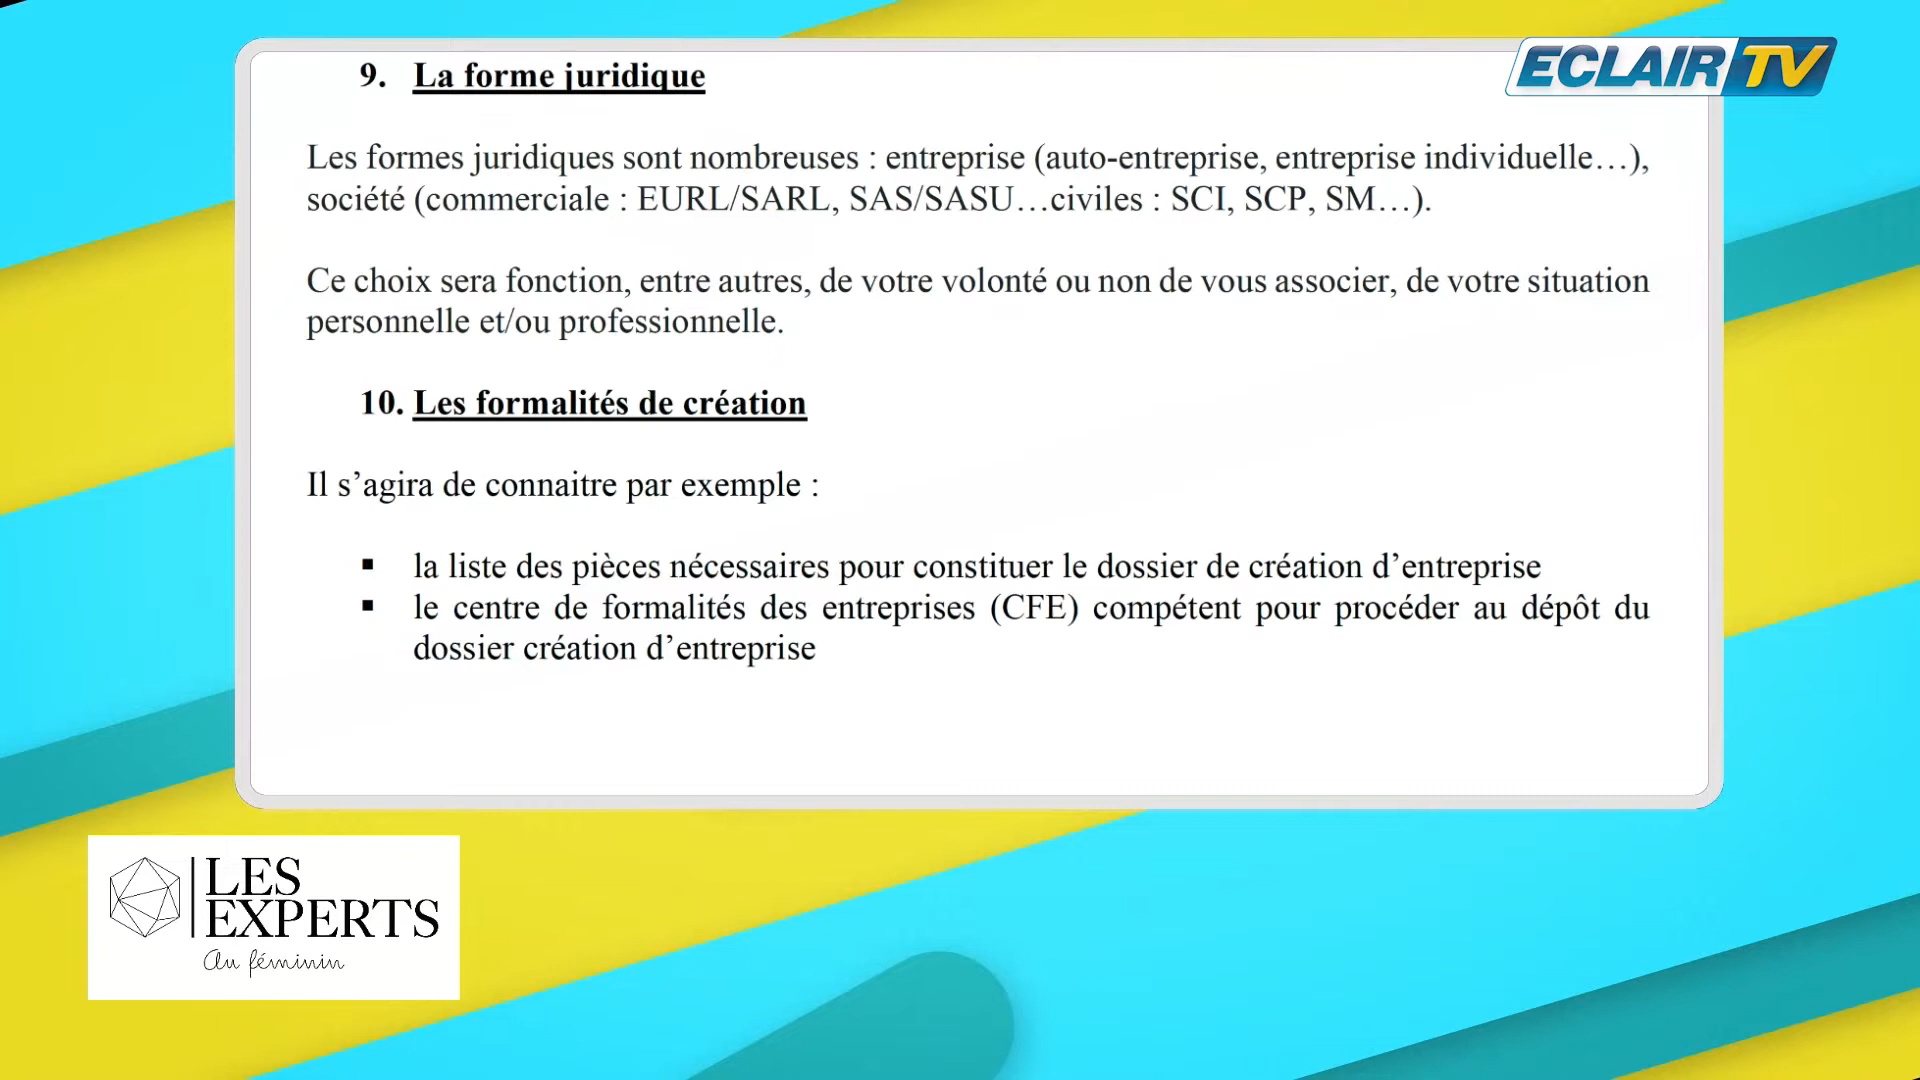 ECLAIR TV
9. La forme juridique
Les formes juridiques sont nombreuses : entreprise (auto-entreprise, entreprise individuelle…),
société (commerciale : EURL/SARL, SAS/SASU…civiles : SCI, SCP, SM…).
Ce choix sera fonction, entre autres, de votre volonté ou non de vous associer, de votre situation
personnelle et/ou professionnelle.
10. Les formalités de création
Il s’agira de connaitre par exemple :
▪ la liste des pièces nécessaires pour constituer le dossier de création d’entreprise
▪ le centre de formalités des entreprises (CFE) compétent pour procéder au dépôt du
dossier création d’entreprise
LES
EXPERTS
Au féminin